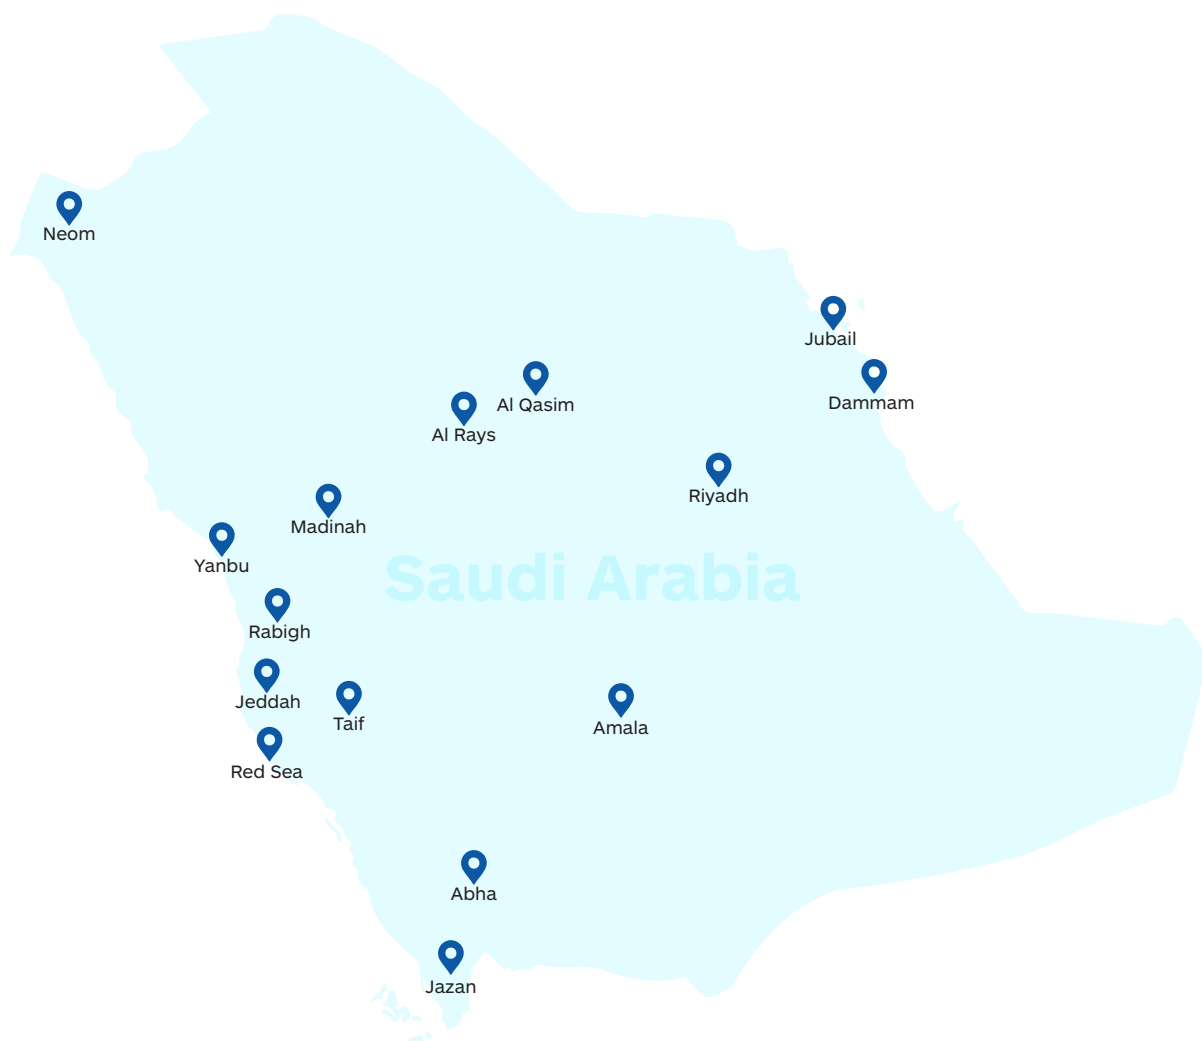 Neom
Jubail
Dammam
Al Qasim
Al Rays
Riyadh
Madinah
Yanbu
Saudi Arabia
Rabigh
Jeddah
Taif
Amala
Red Sea
Abha
Jazan